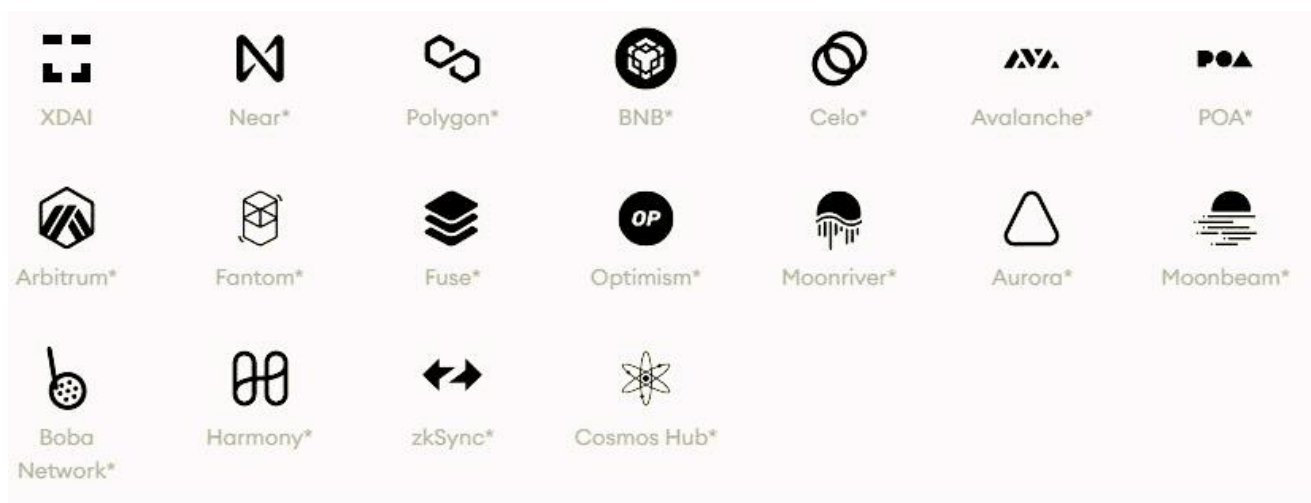 XDAI
Near*
Polygon*
BNB*
Celo*
AVA
Avalanche*
POA
POA*
Arbitrum*
Fantom*
Fuse*
OP
Optimism*
Moonriver*
Aurora*
Moonbeam*
Boba
Network*
Harmony*
zkSync*
Cosmos Hub*